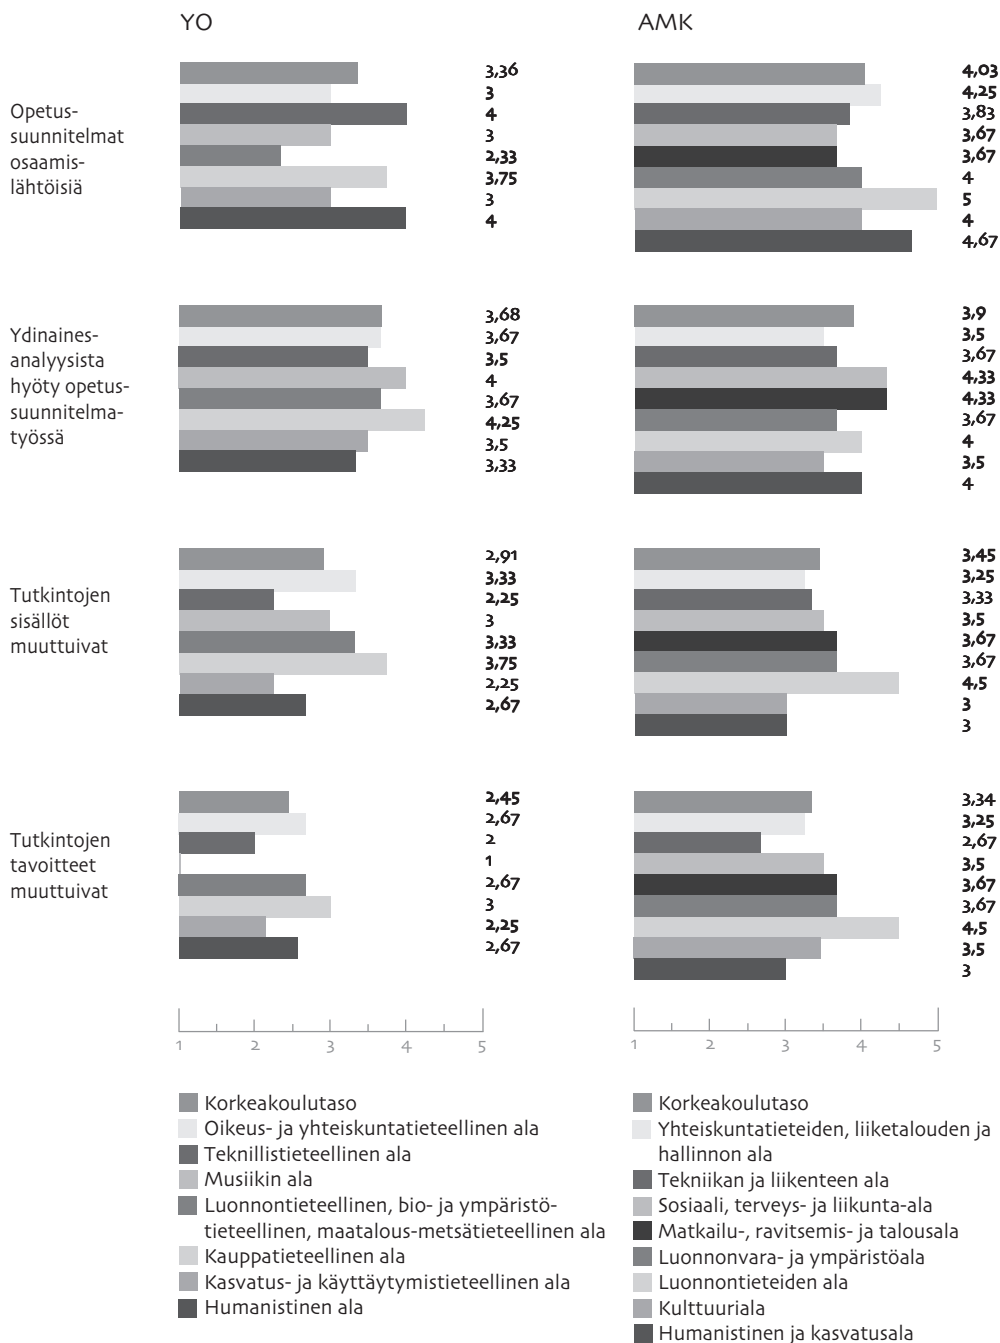 YO
AMK
Opetus-
suunnitelmat
osaamis-
lähtöisiä
3,36
3
4
3
2,33
3,75
3
4
4,03
4,25
3,83
3,67
3,67
4
5
4
4,67
Ydinaines-
analyysista
hyöty opetus-
suunnitelma-
työssä
3,68
3,67
3,5
4
3,67
4,25
3,5
3,33
3,9
3,5
3,67
4,33
4,33
3,67
4
3,5
4
Tutkintojen
sisällöt
muuttuivat
2,91
3,33
2,25
3
3,33
3,75
2,25
2,67
3,45
3,25
3,33
3,5
3,67
3,67
4,5
3
3
Tutkintojen
tavoitteet
muuttuivat
2,45
2,67
2
1
2,67
3
2,25
2,67
3,34
3,25
2,67
3,5
3,67
3,67
4,5
3,5
3
1 2 3 4 5
1 2 3 4 5
Korkeakoulutaso
Oikeus- ja yhteiskuntatieteellinen ala
Teknillistieteellinen ala
Musiikin ala
Luonnontieteellinen, bio- ja ympäristö-
tieteellinen, maatalous-metsätieteellinen ala
Kauppatieteellinen ala
Kasvatus- ja käyttäytymistieteellinen ala
Humanistinen ala
Korkeakoulutaso
Yhteiskuntatieteiden, liiketalouden ja
hallinnon ala
Tekniikan ja liikenteen ala
Sosiaali, terveys- ja liikunta-ala
Matkailu-, ravitsemis- ja talousala
Luonnonvara- ja ympäristöala
Luonnontieteiden ala
Kulttuuriala
Humanistinen ja kasvatusala